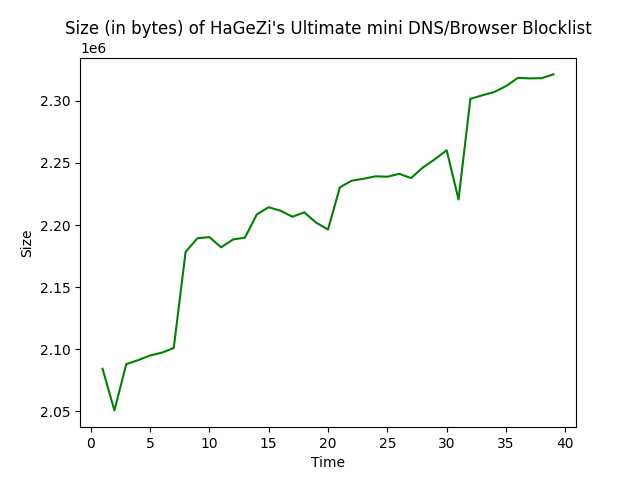 Size (in bytes) of HaGeZi's Ultimate mini DNS/Browser Blocklist
1e6
2.30
2.25
2.20
2.15
2.10
2.05
Size
0 5 10 15 20 25 30 35 40
Time